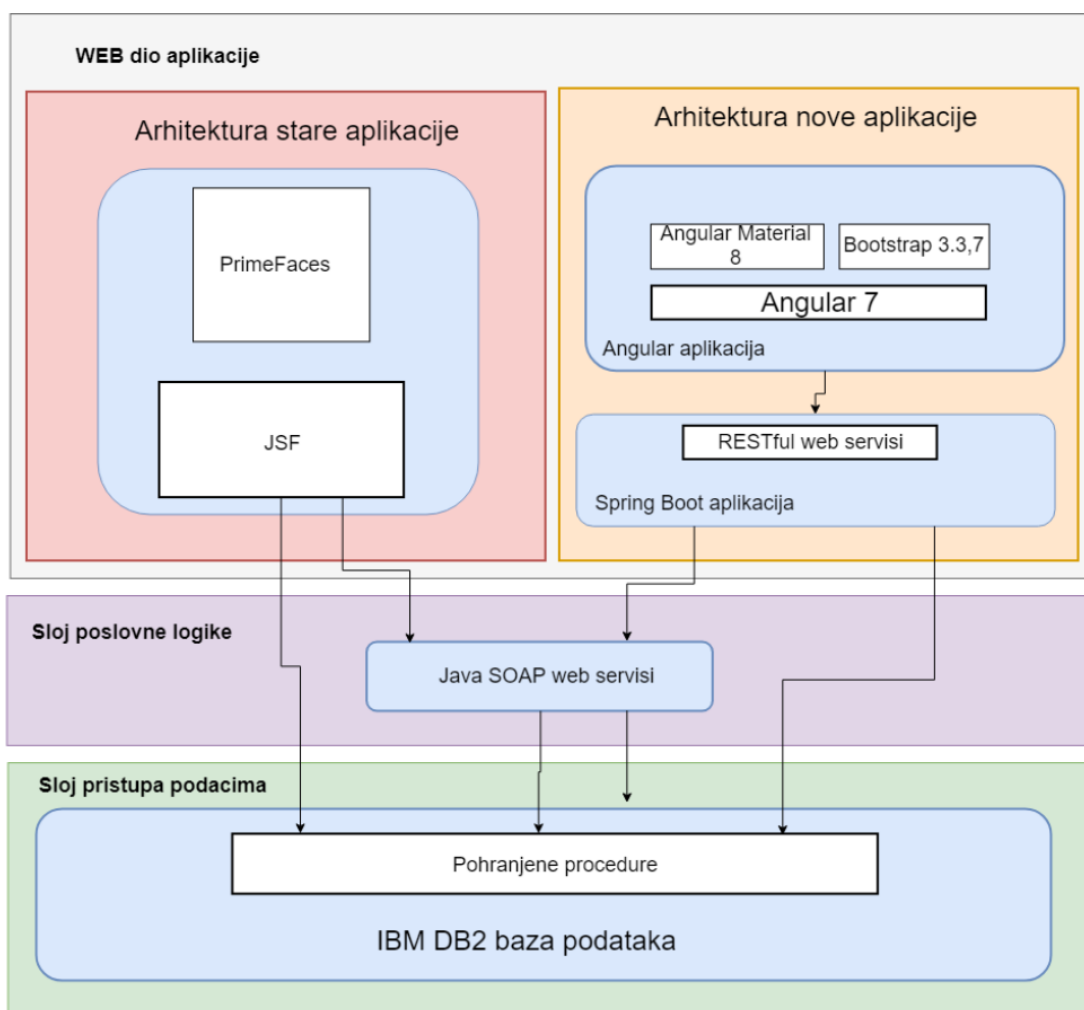 WEB dio aplikacije
Arhitektura stare aplikacije
PrimeFaces
JSF
Arhitektura nove aplikacije
Angular Material
8
Bootstrap 3.3,7
Angular 7
Angular aplikacija
RESTful web servisi
Spring Boot aplikacija
Sloj poslovne logike
Java SOAP web servisi
Sloj pristupa podacima
Pohranjene procedure
IBM DB2 baza podataka